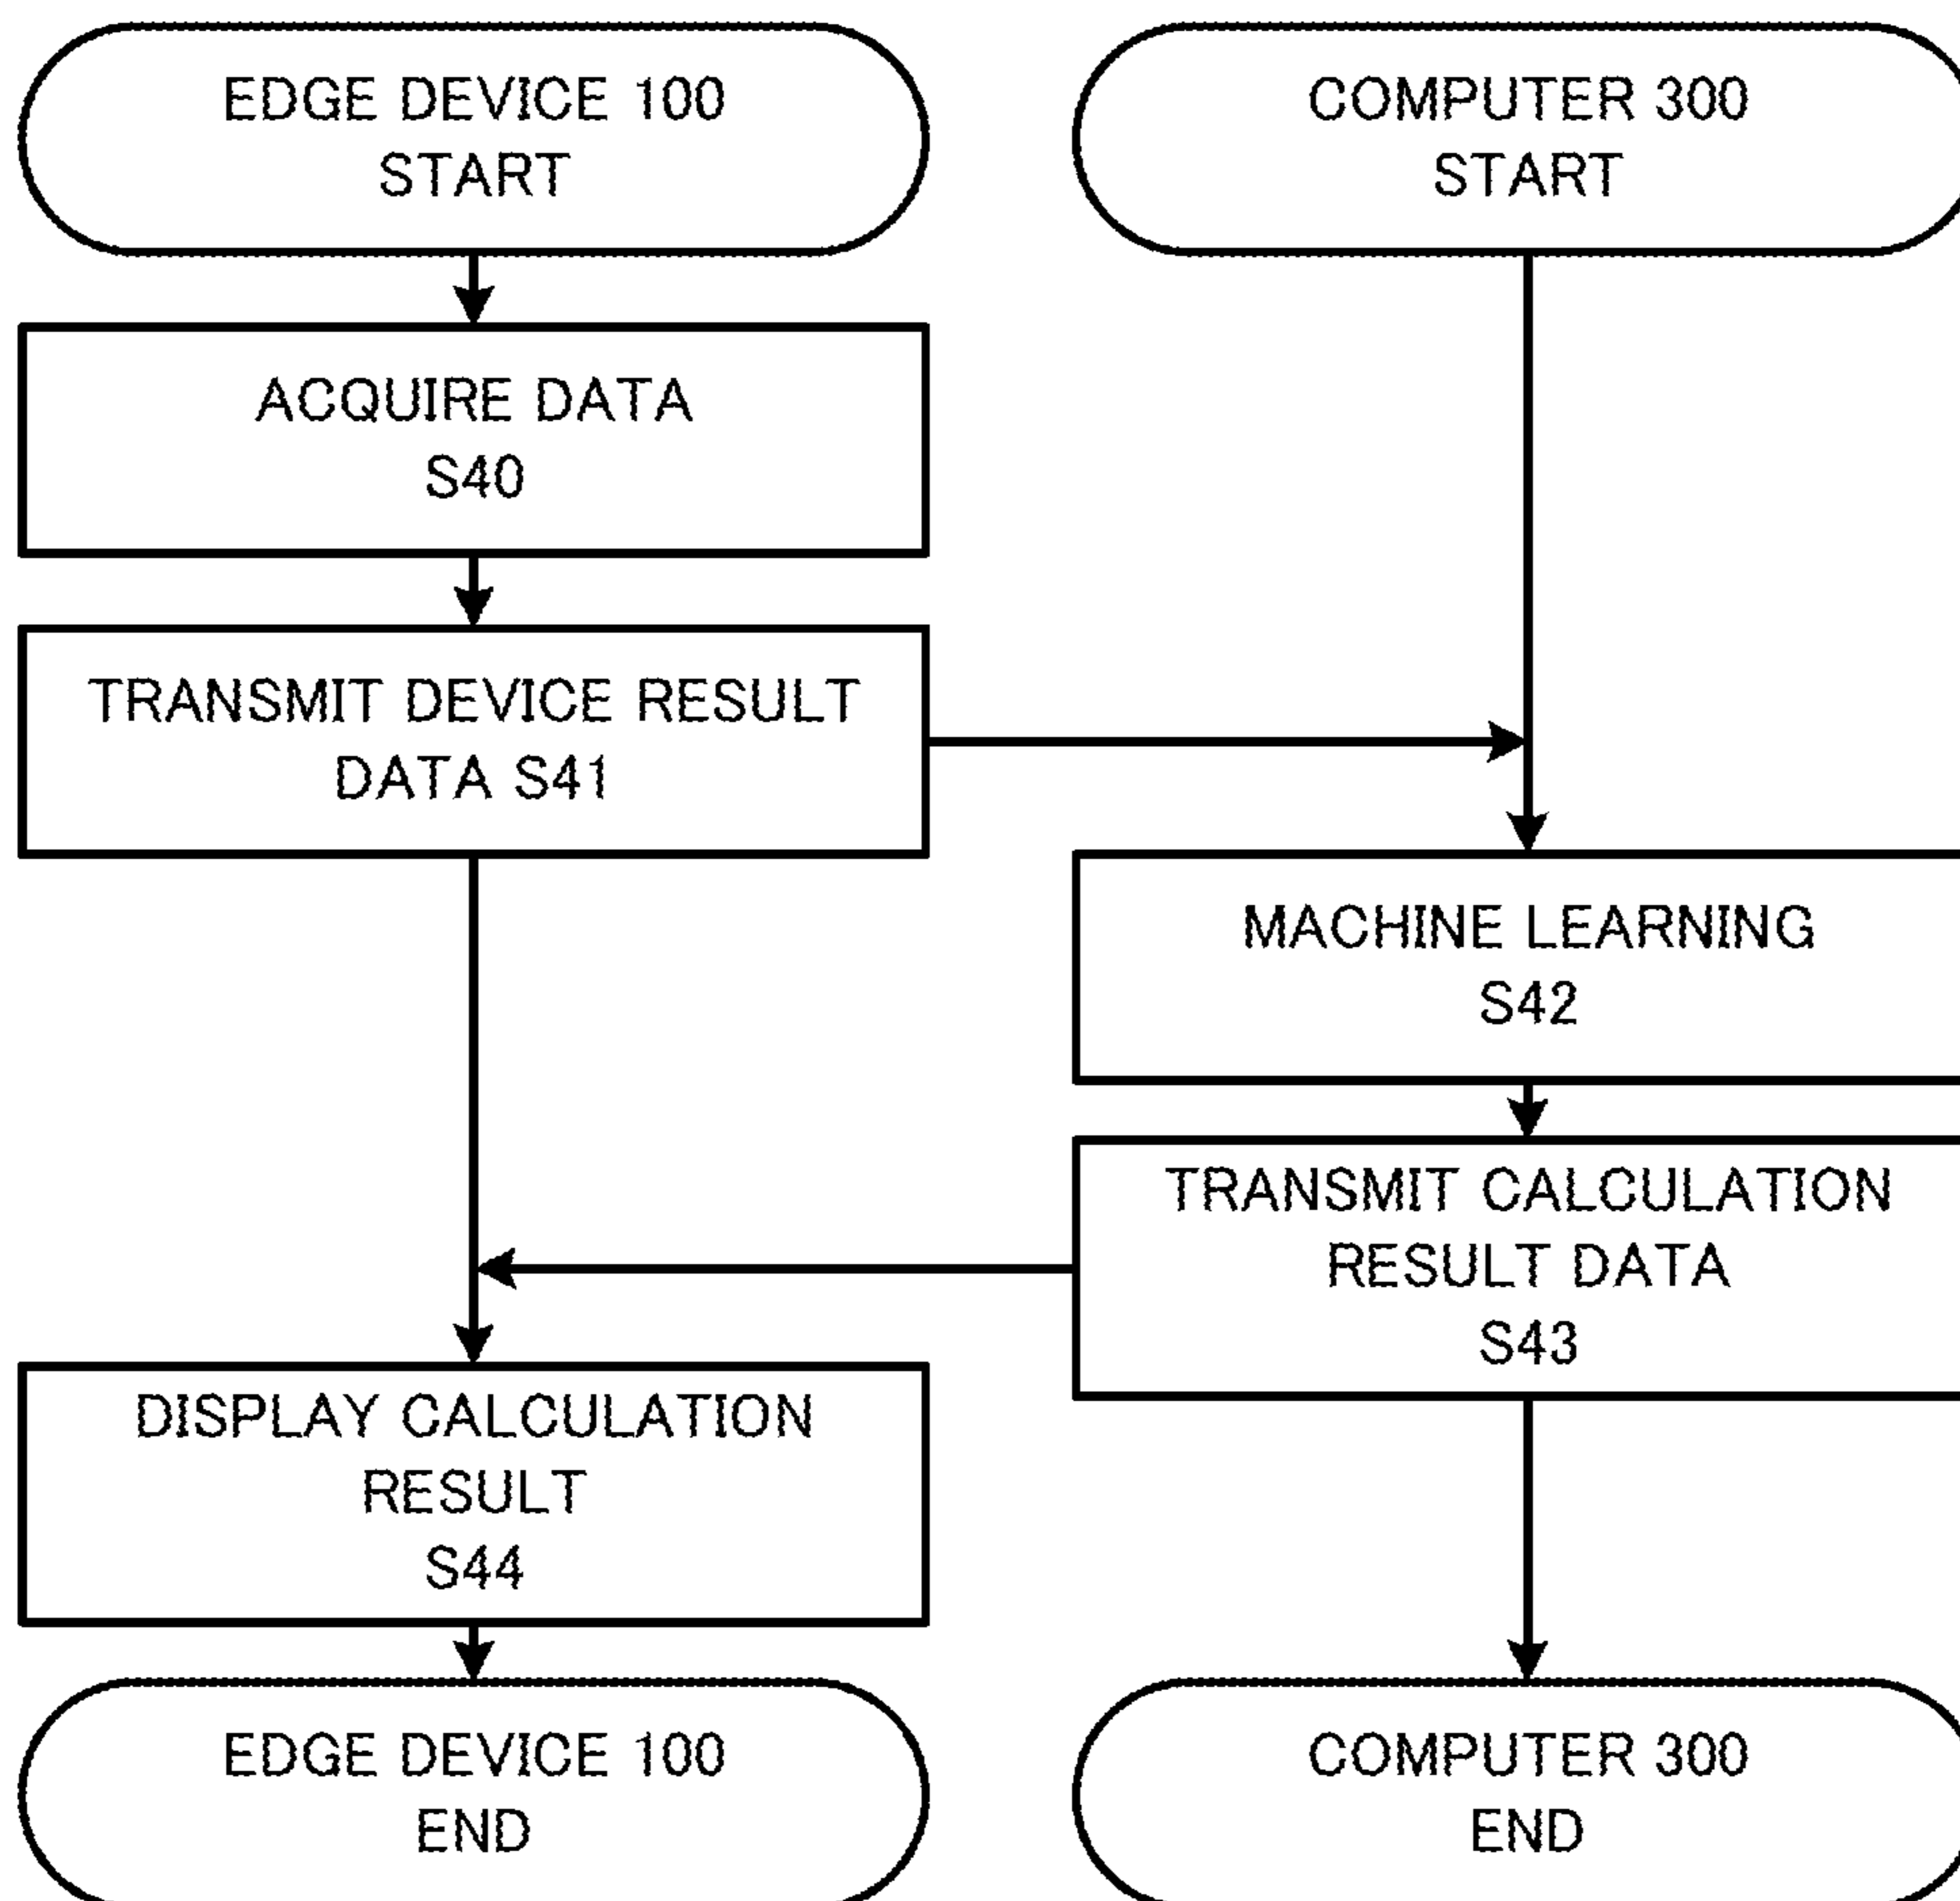 EDGE DEVICE 100
START
COMPUTER 300
START
ACQUIRE DATA
S40
TRANSMIT DEVICE RESULT
DATA S41
MACHINE LEARNING
S42
TRANSMIT CALCULATION
RESULT DATA
S43
DISPLAY CALCULATION
RESULT
S44
EDGE DEVICE 100
END
COMPUTER 300
END